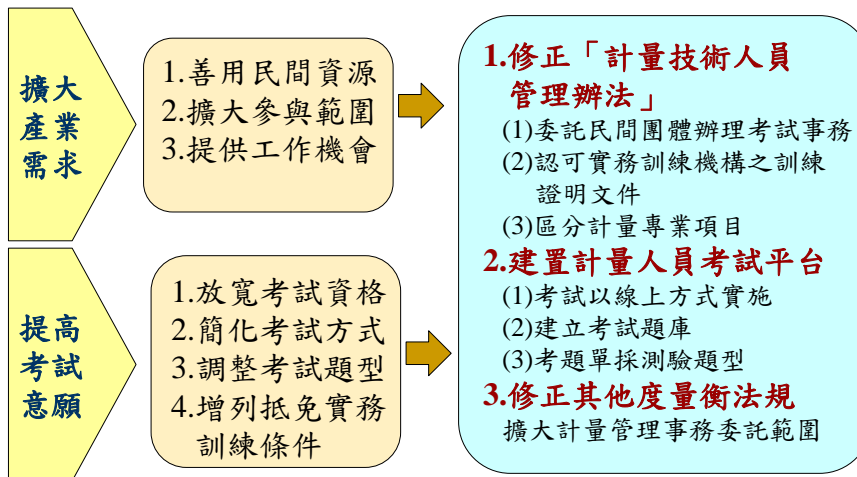 擴大
產業
需求
1.善用民間資源
2.擴大參與範圍
3.提供工作機會
提高
考試
意願
1.放寬考試資格
2.簡化考試方式
3.調整考試題型
4.增列抵免實務
訓練條件
1.修正「計量技術人員
管理辦法」
(1)委託民間團體辦理考試事務
(2)認可實務訓練機構之訓練
證明文件
(3)區分計量專業項目
2.建置計量人員考試平台
(1)考試以線上方式實施
(2)建立考試題庫
(3)考題單採測驗題型
3.修正其他度量衡法規
擴大計量管理事務委託範圍